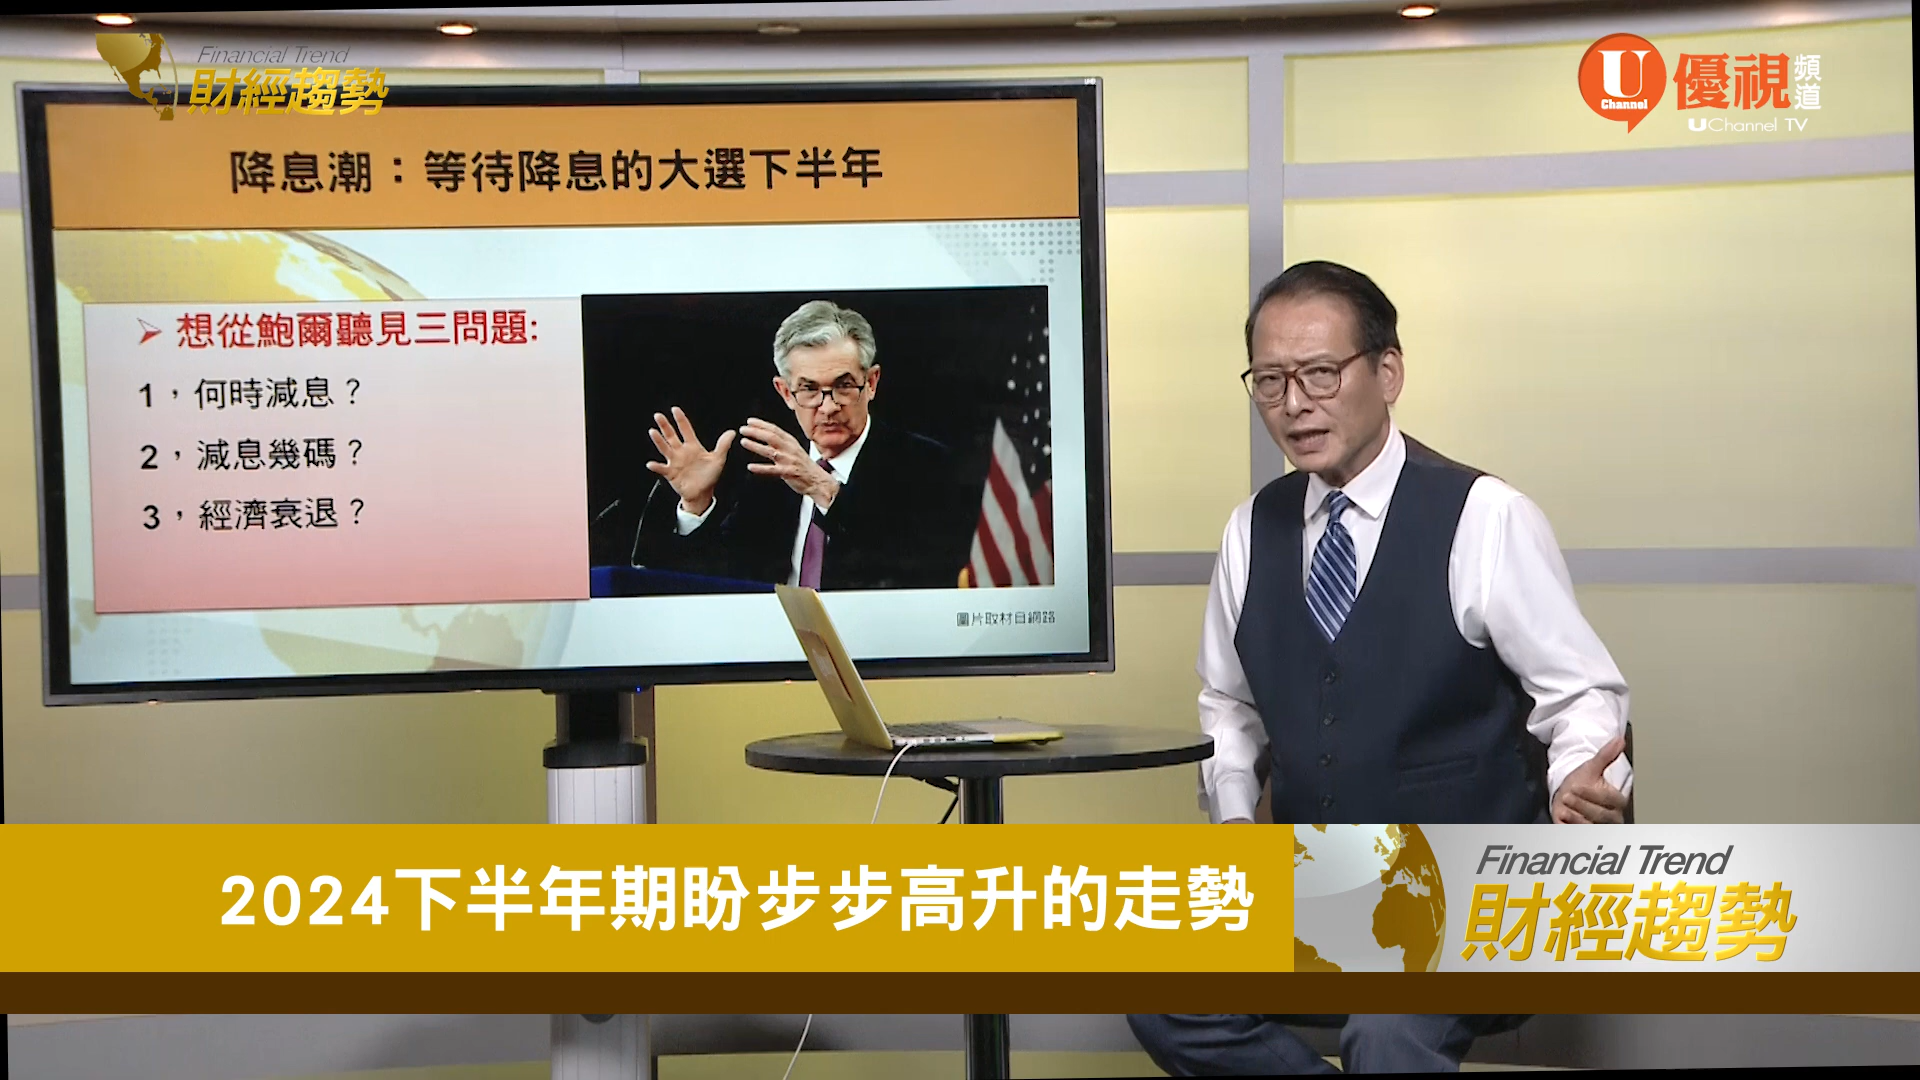 Financial Trend
財經趨勢
U Channel
優視頻道
UChannel TV
降息潮：等待降息的大選下半年
➢ 想從鮑爾聽見三問題:
1，何時減息？
2，減息幾碼？
3，經濟衰退？
圖片取材自網路
2024下半年期盼步步高升的走勢
Financial Trend
財經趨勢